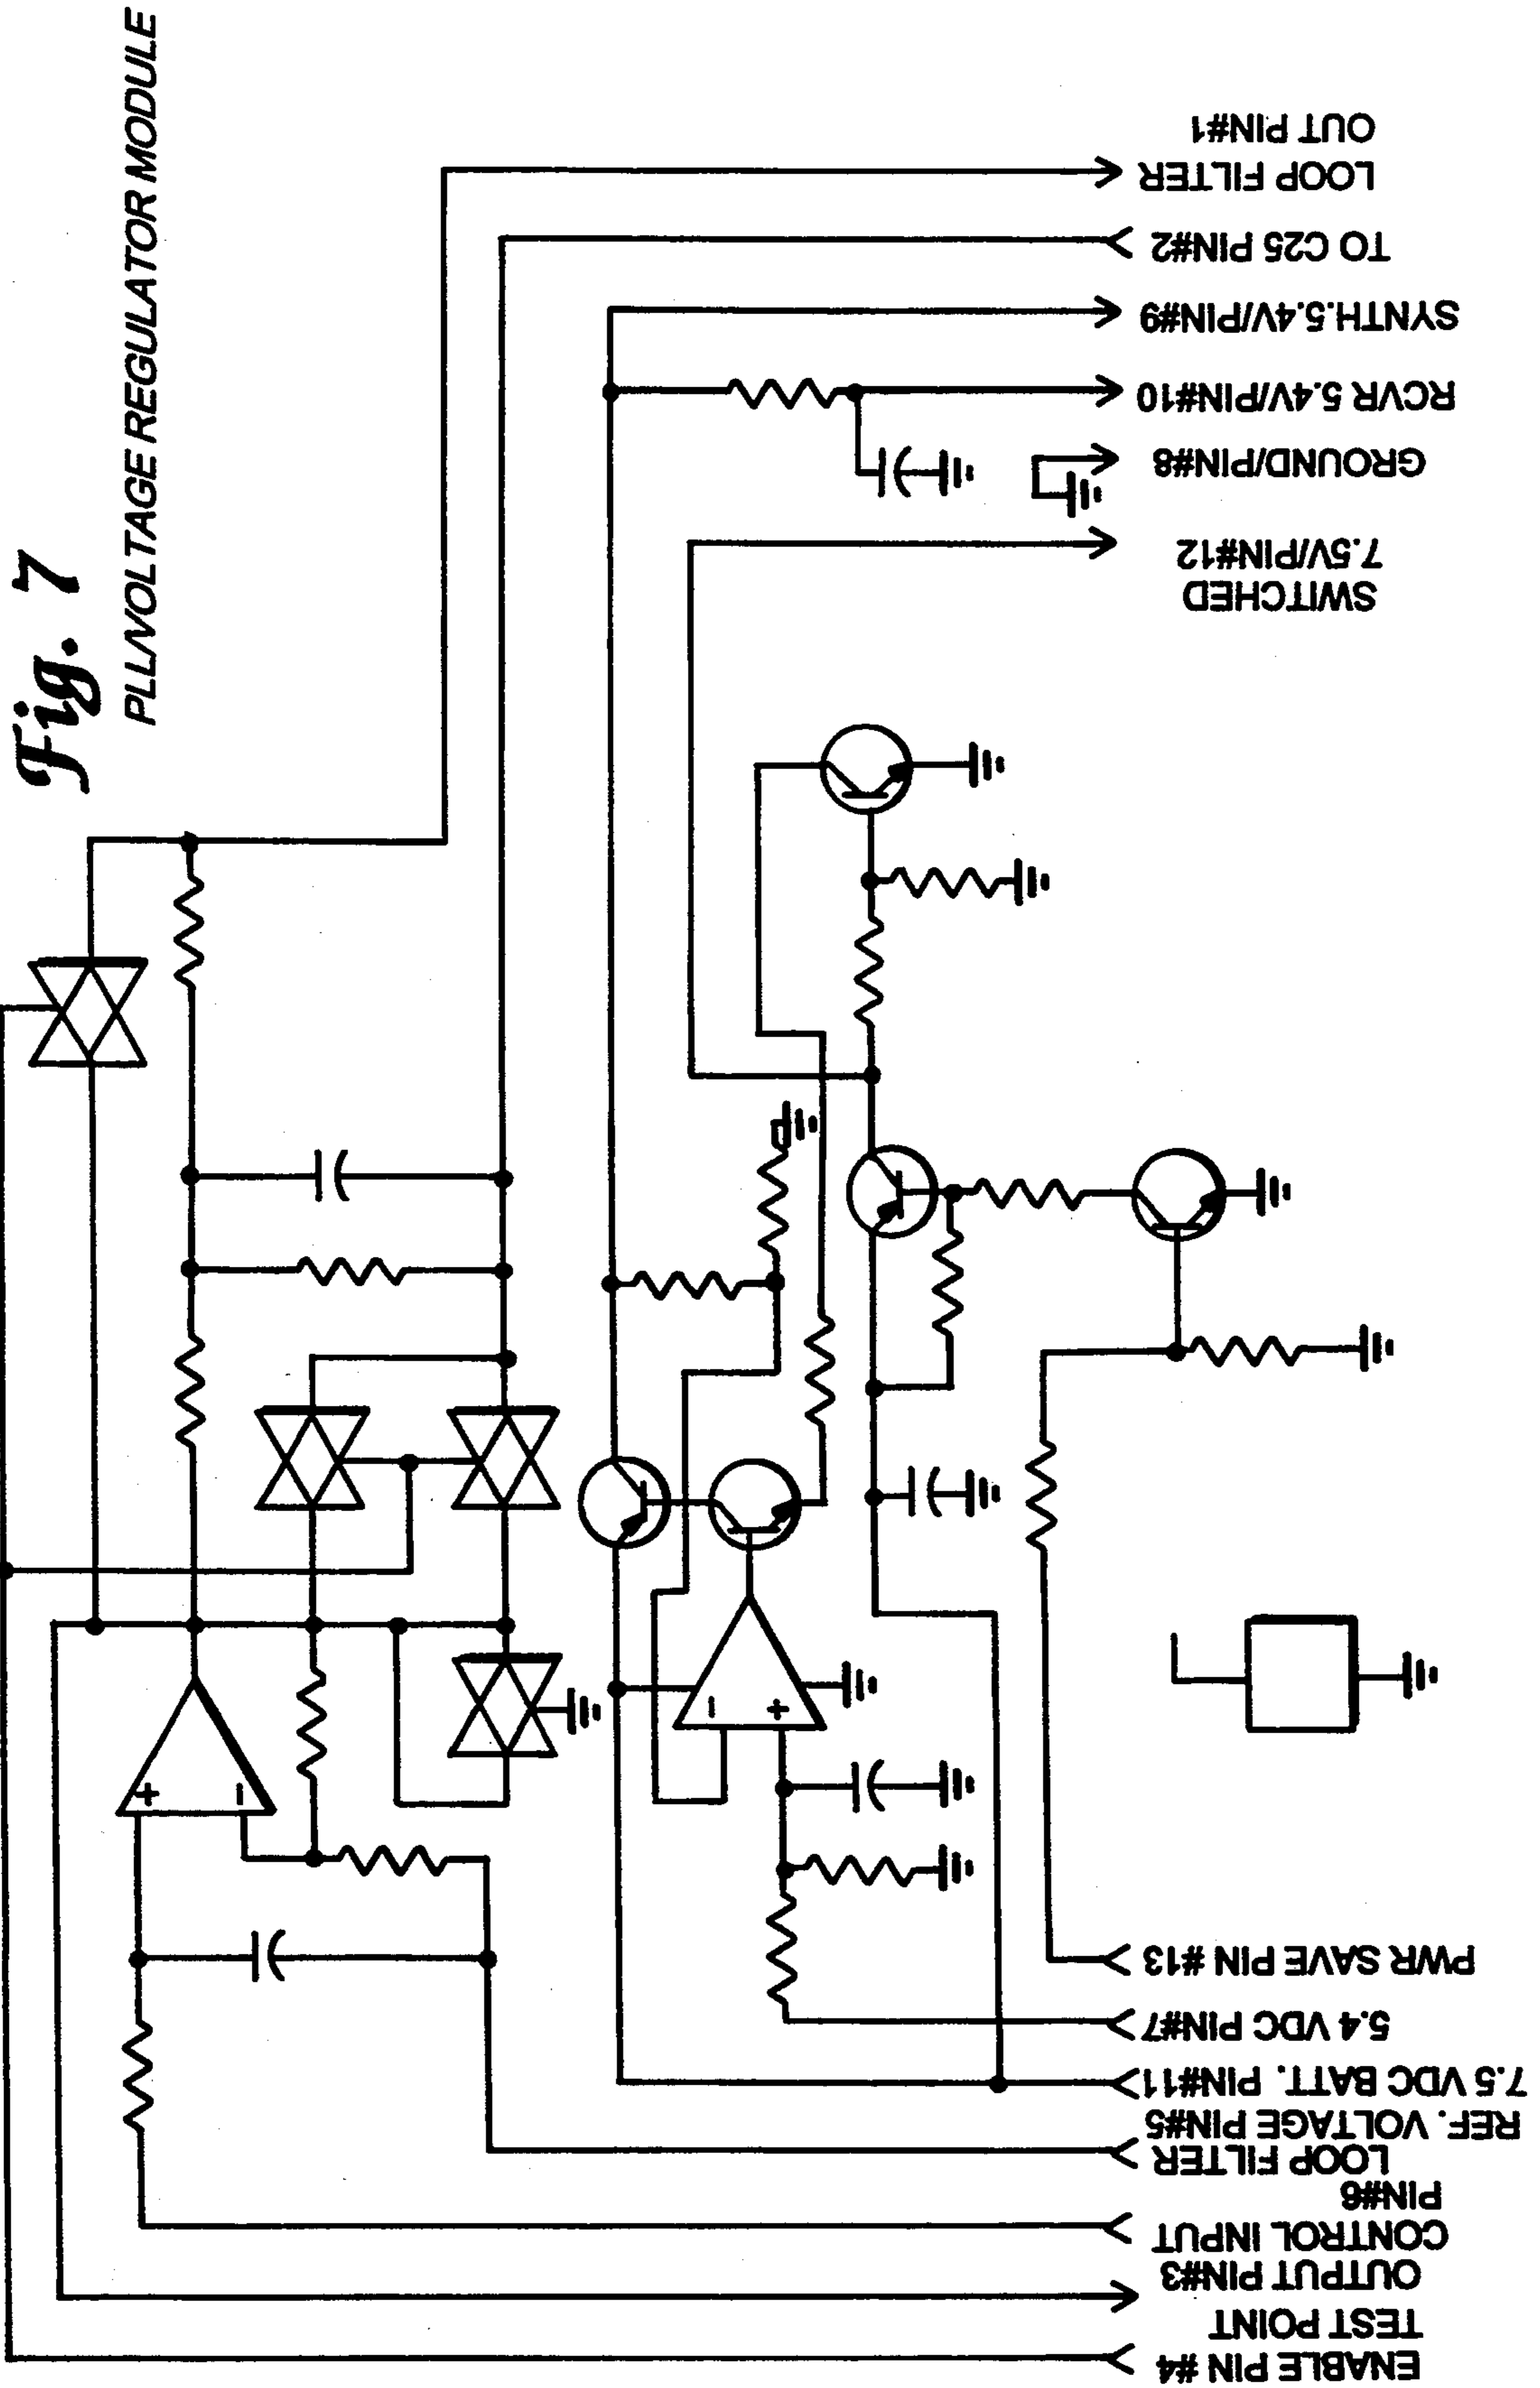 Fig. 7
PLL/VOLTAGE REGULATOR MODULE
LOOP FILTER
OUT PIN#1
TO C25 PIN#2
SYNTH.5.4V/PIN#9
RCVR 5.4V/PIN#10
GROUND/PIN#8
SWITCHED
7.5V/PIN#12
+
-
-
+
PWR SAVE PIN #13
5.4 VDC PIN#7
7.5 VDC BATT. PIN#11
LOOP FILTER
REF. VOLTAGE PIN#5
CONTROL INPUT
PIN#6
TEST POINT
OUTPUT PIN#3
ENABLE PIN #4